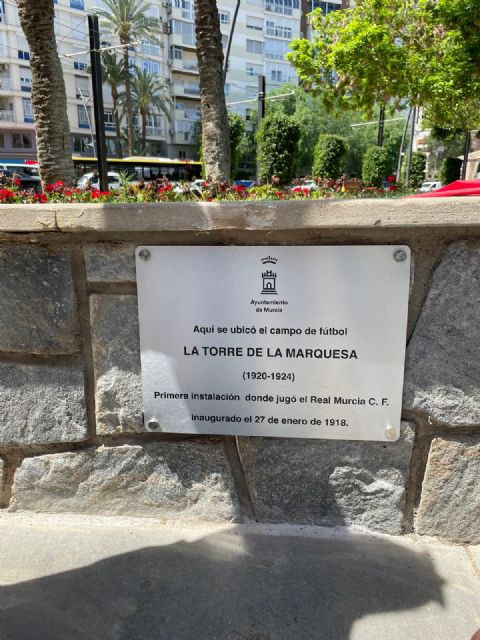 Ayuntamiento
de Murcia
Aquí se ubicó el campo de fútbol
LA TORRE DE LA MARQUESA
(1920-1924)
Primera instalación donde jugó el Real Murcia C. F.
inaugurado el 27 de enero de 1918.